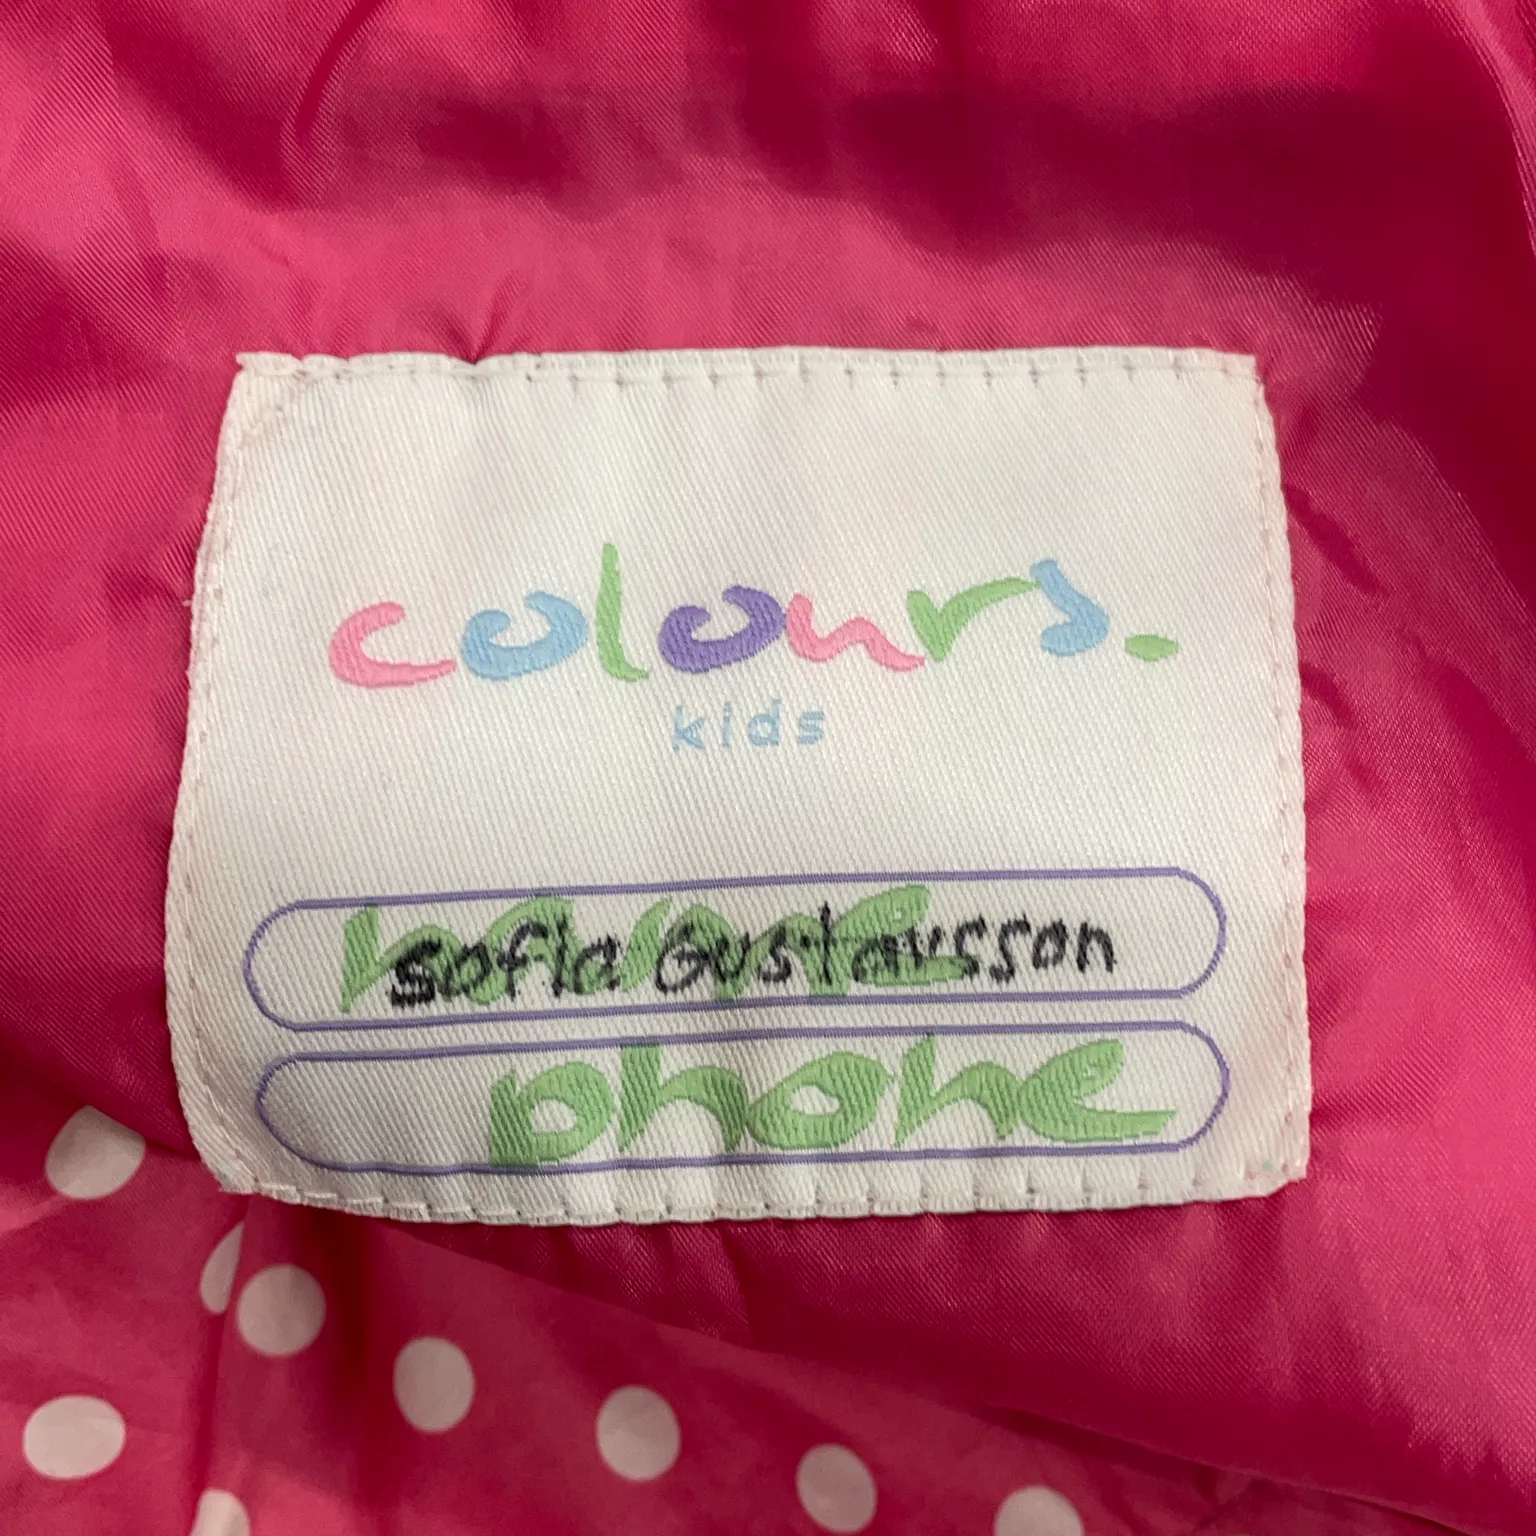 colours.
kids
name
sofia Gustavsson
phone